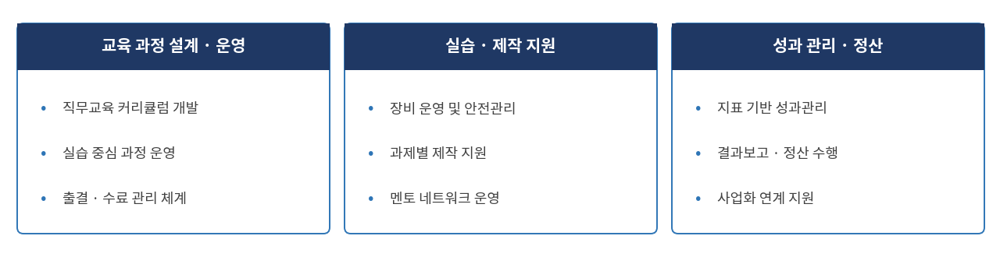 교육 과정 설계 · 운영
• 직무교육 커리큘럼 개발
• 실습 중심 과정 운영
• 출결 · 수료 관리 체계
실습 · 제작 지원
• 장비 운영 및 안전관리
• 과제별 제작 지원
• 멘토 네트워크 운영
성과 관리 · 정산
• 지표 기반 성과관리
• 결과보고 · 정산 수행
• 사업화 연계 지원